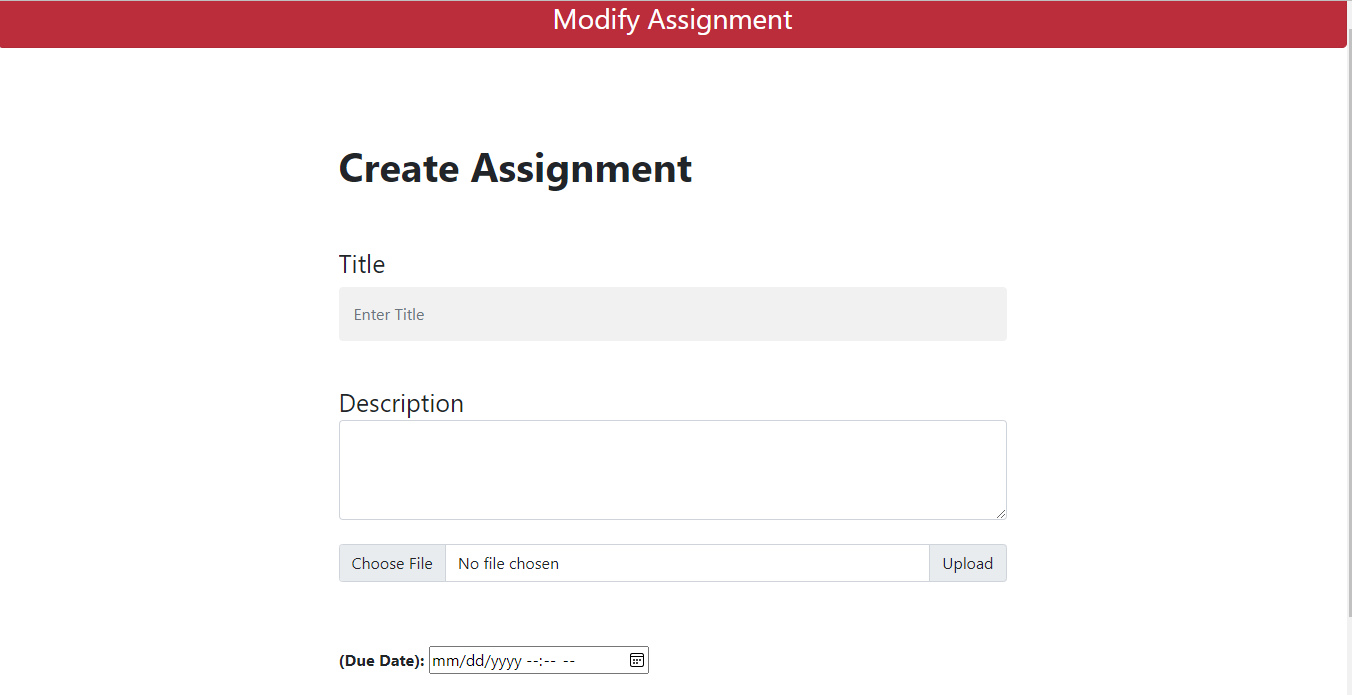 Modify Assignment
Create Assignment
Title
Enter Title
Description
Choose File No file chosen Upload
(Due Date): mm/dd/yyyy --:-- --